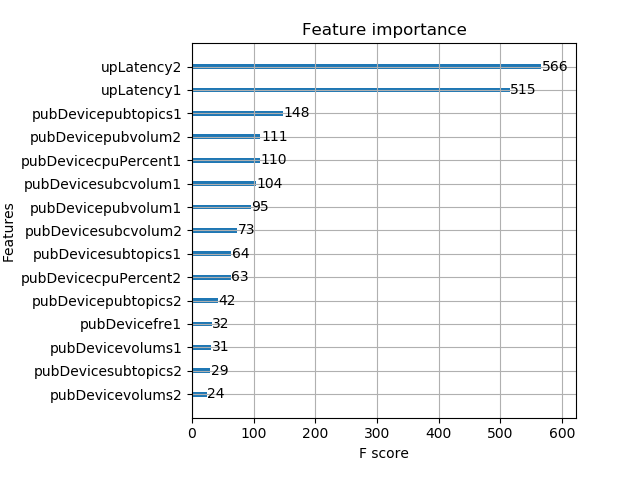 Feature importance
upLatency2 566
upLatency1 515
pubDevicepubtopics1 148
pubDevicepubvolum2 111
pubDevicecpuPercent1 110
pubDevicesubcvolum1 104
pubDevicepubvolum1 95
pubDevicesubcvolum2 73
pubDevicesubtopics1 64
pubDevicecpuPercent2 63
pubDevicepubtopics2 42
pubDevicefre1 32
pubDevicevolums1 31
pubDevicesubtopics2 29
pubDevicevolums2 24
Features
0 100 200 300 400 500 600
F score